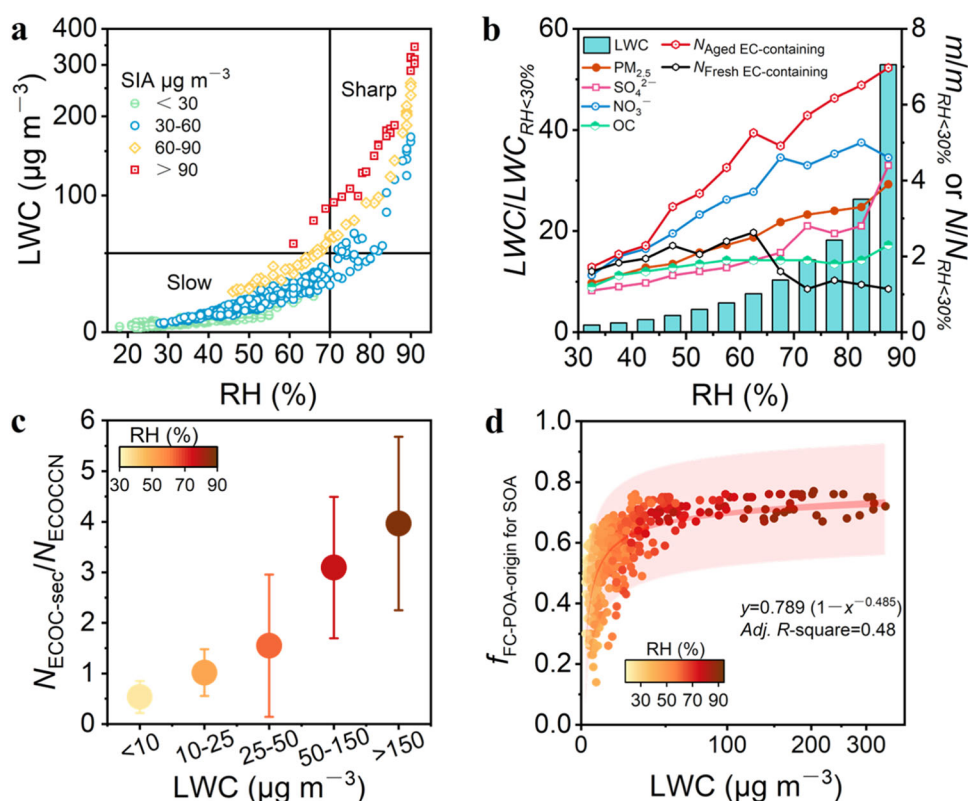 a
LWC (µg m⁻³)
400
300
200
100
0
SIA µg m⁻³
< 30
30-60
60-90
> 90
Sharp
Slow
20 30 40 50 60 70 80 90
RH (%)
b
LWC/LWC_RH<30%
60
40
20
0
LWC
PM₂.₅
SO₄²⁻
NO₃⁻
OC
N_Aged EC-containing
N_Fresh EC-containing
8
6
4
2
0
m/m_RH<30% or N/N_RH<30%
30 40 50 60 70 80 90
RH (%)
c
N_ECOC-sec/N_ECOOCCN
6
5
4
3
2
1
0
RH (%)
30 50 70 90
<10 10-25 25-50 50-150 >150
LWC (µg m⁻³)
d
f_FC-POA-origin for SOA
1.0
0.8
0.6
0.4
0.2
0.0
y=0.789 (1−x⁻⁰·⁴⁸⁵)
Adj. R-square=0.48
RH (%)
30 50 70 90
0 100 200 300
LWC (µg m⁻³)